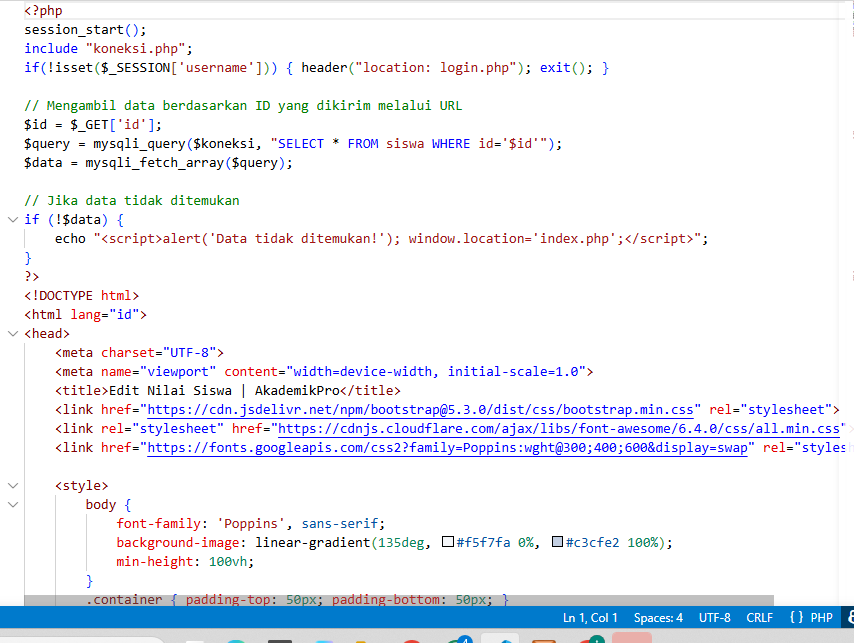 <?php
session_start();
include "koneksi.php";
if(!isset($_SESSION['username'])) { header("location: login.php"); exit(); }
// Mengambil data berdasarkan ID yang dikirim melalui URL
$id = $_GET['id'];
$query = mysqli_query($koneksi, "SELECT * FROM siswa WHERE id='$id'");
$data = mysqli_fetch_array($query);
// Jika data tidak ditemukan
if (!$data) {
echo "<script>alert('Data tidak ditemukan!'); window.location='index.php';</script>";
}
?>
<!DOCTYPE html>
<html lang="id">
<head>
<meta charset="UTF-8">
<meta name="viewport" content="width=device-width, initial-scale=1.0">
<title>Edit Nilai Siswa | AkademikPro</title>
<link href="https://cdn.jsdelivr.net/npm/bootstrap@5.3.0/dist/css/bootstrap.min.css" rel="stylesheet">
<link rel="stylesheet" href="https://cdnjs.cloudflare.com/ajax/libs/font-awesome/6.4.0/css/all.min.css"
<link href="https://fonts.googleapis.com/css2?family=Poppins:wght@300;400;600&display=swap" rel="styles
<style>
body {
font-family: 'Poppins', sans-serif;
background-image: linear-gradient(135deg, #f5f7fa 0%, #c3cfe2 100%);
min-height: 100vh;
}
.container { padding-top: 50px; padding-bottom: 50px; }
Ln 1, Col 1 Spaces: 4 UTF-8 CRLF { } PHP